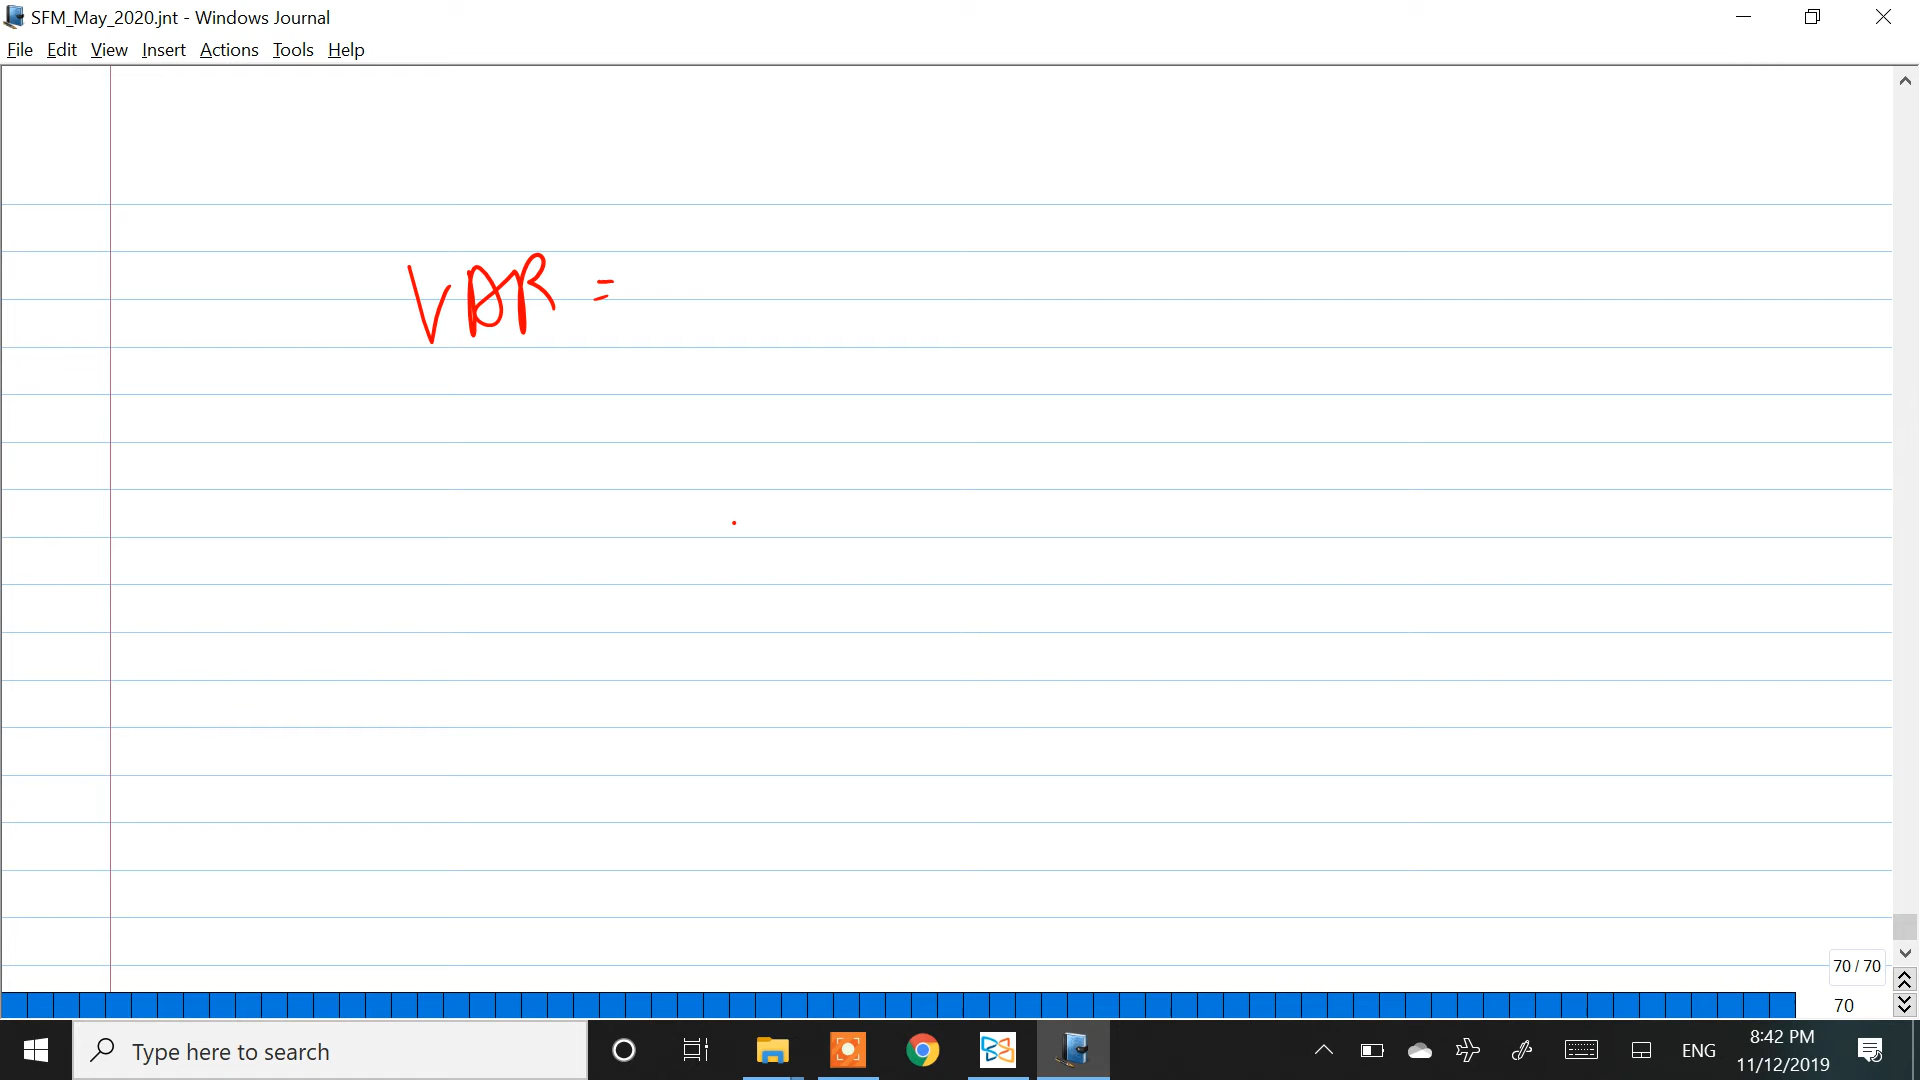 SFM_May_2020.jnt - Windows Journal
File Edit View Insert Actions Tools Help
VAR =
70 / 70
70
Type here to search
ENG
8:42 PM
11/12/2019